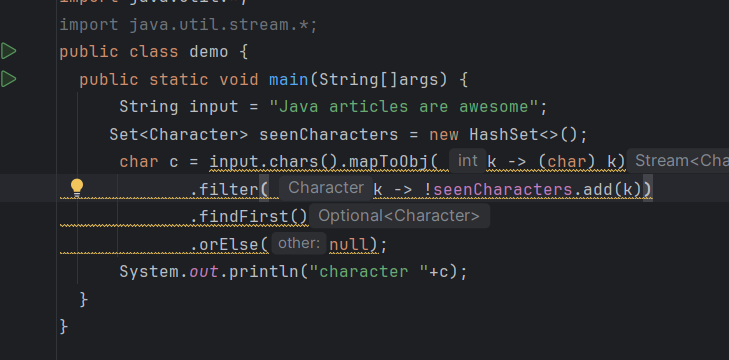 import java.util.*;
import java.util.stream.*;
public class demo {
public static void main(String[]args) {
String input = "Java articles are awesome";
Set<Character> seenCharacters = new HashSet<>();
char c = input.chars().mapToObj( int k -> (char) k) Stream<Cha
.filter( Character k -> !seenCharacters.add(k))
.findFirst() Optional<Character>
.orElse( other: null);
System.out.println("character "+c);
}
}